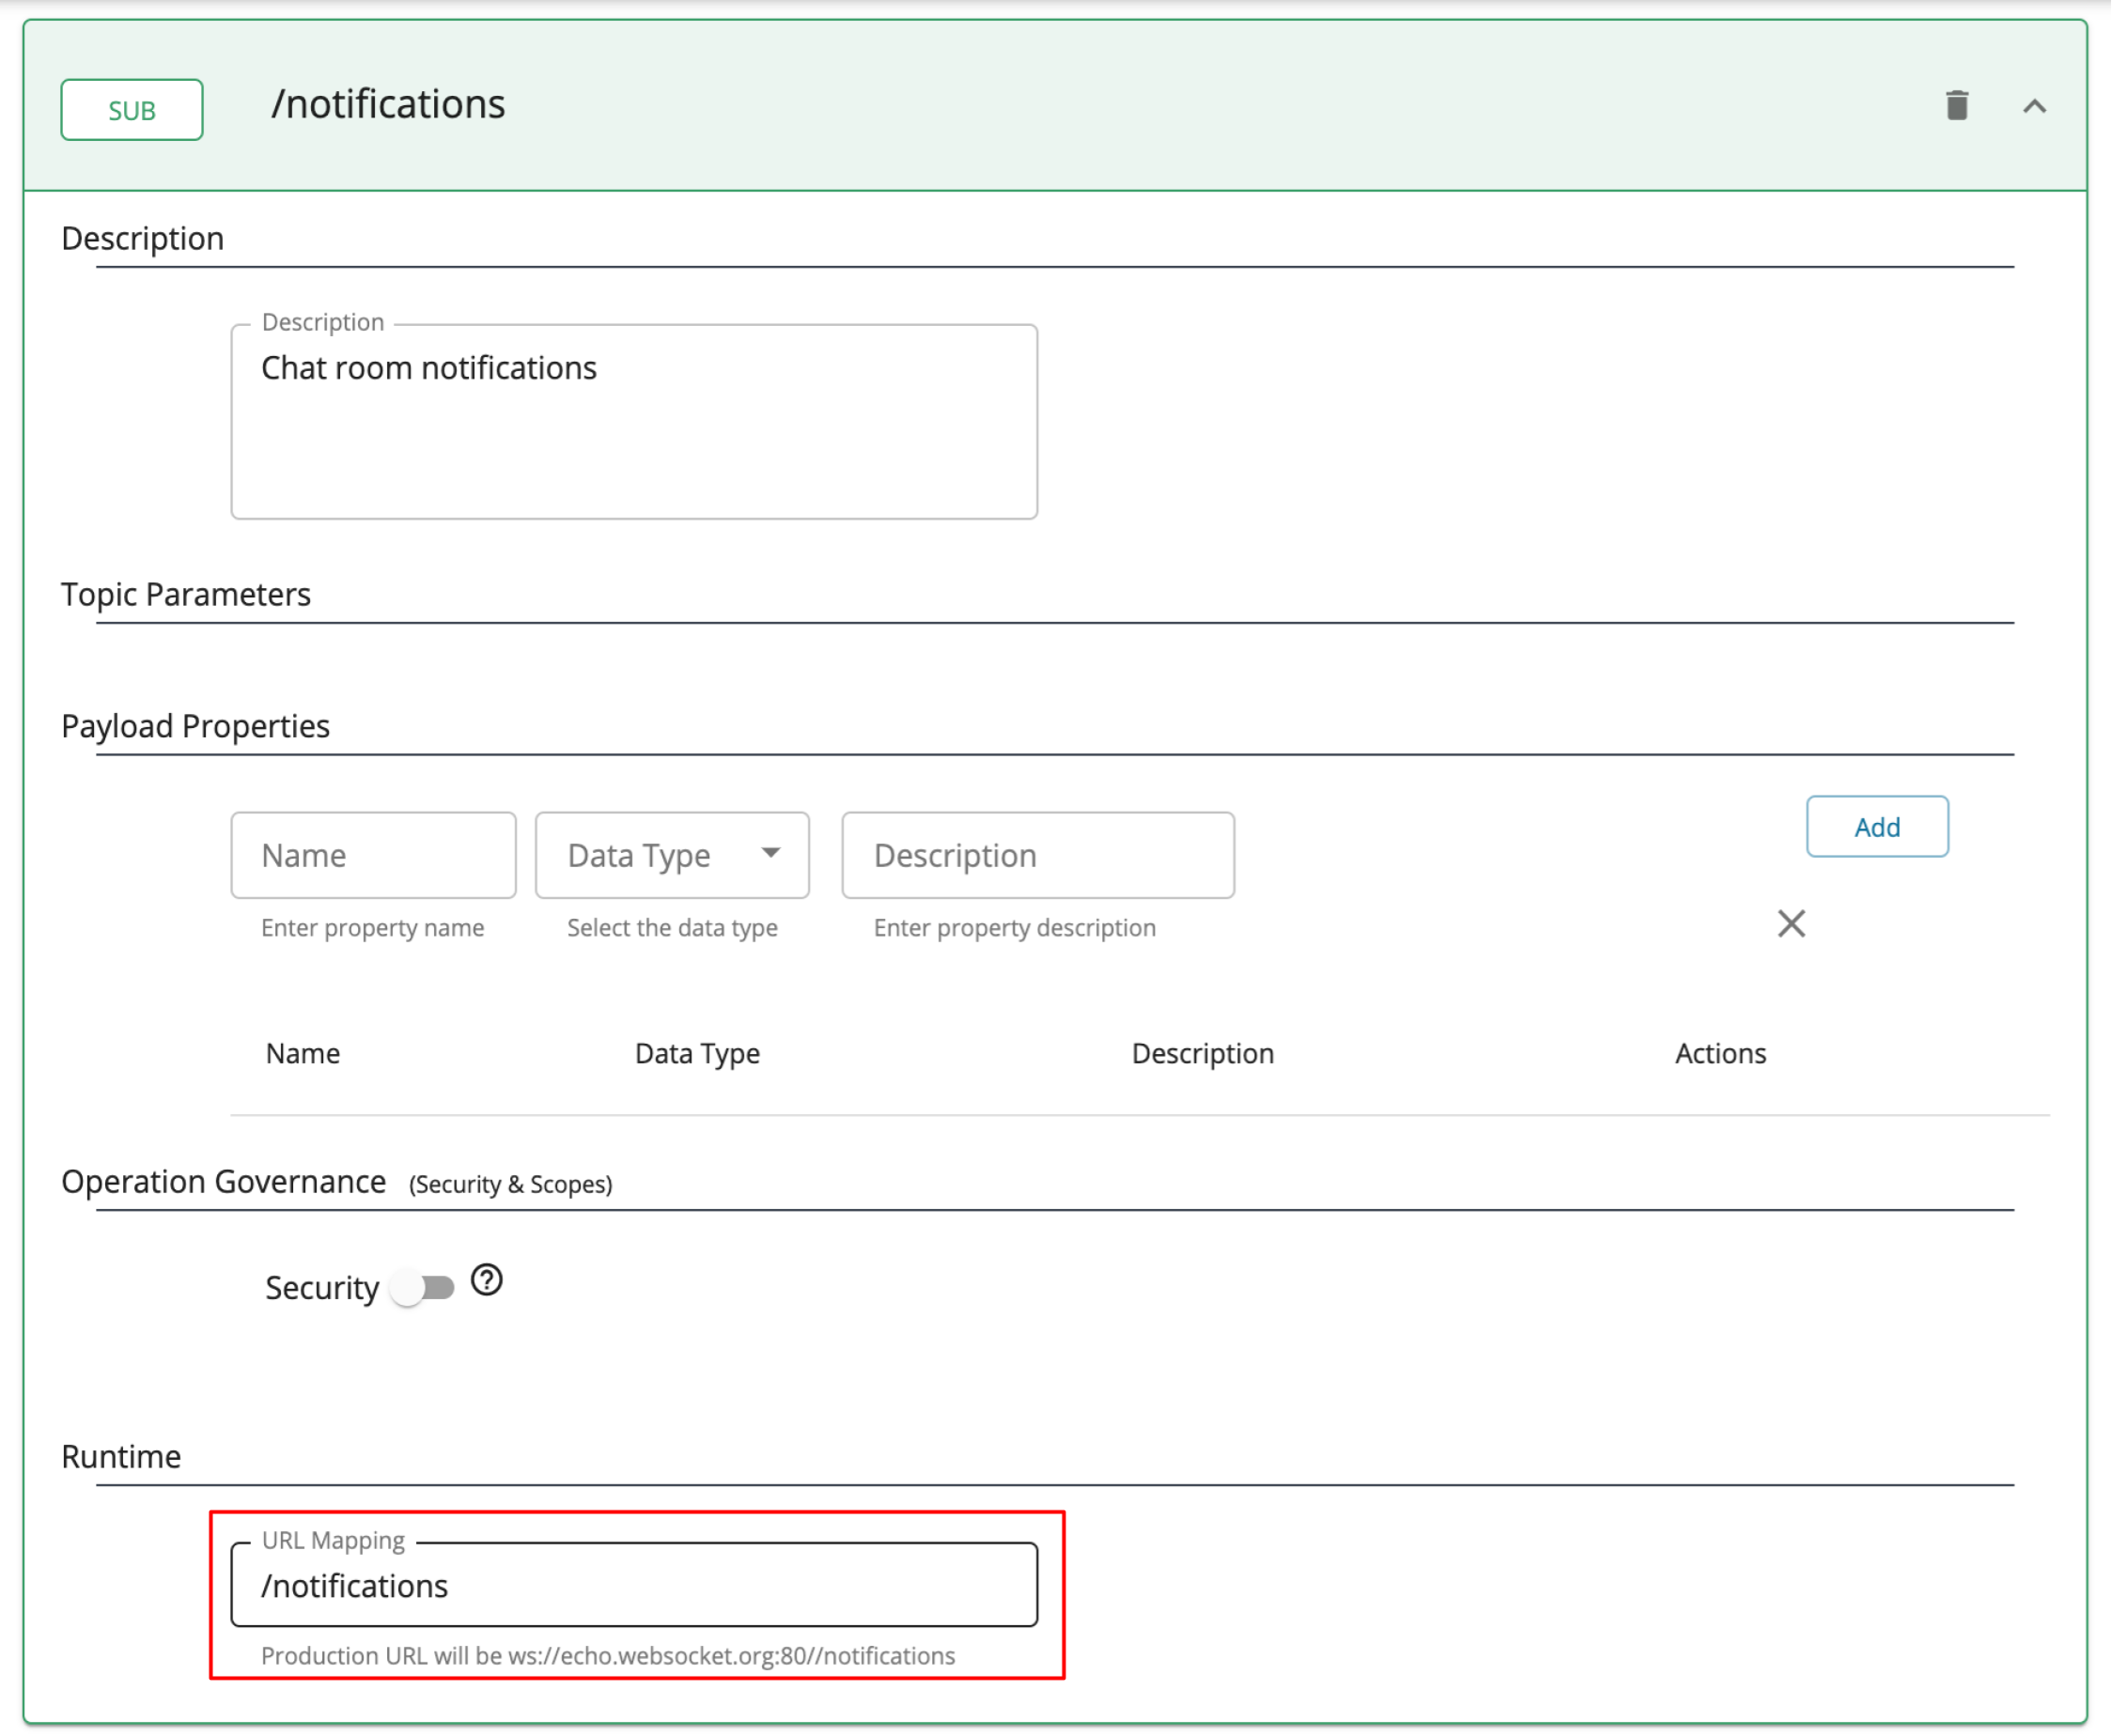 SUB /notifications
Description
Description
Chat room notifications
Topic Parameters
Payload Properties
Add
Name Data Type Description
Enter property name Select the data type Enter property description
Name Data Type Description Actions
Operation Governance (Security & Scopes)
Security
Runtime
URL Mapping
/notifications
Production URL will be ws://echo.websocket.org:80//notifications